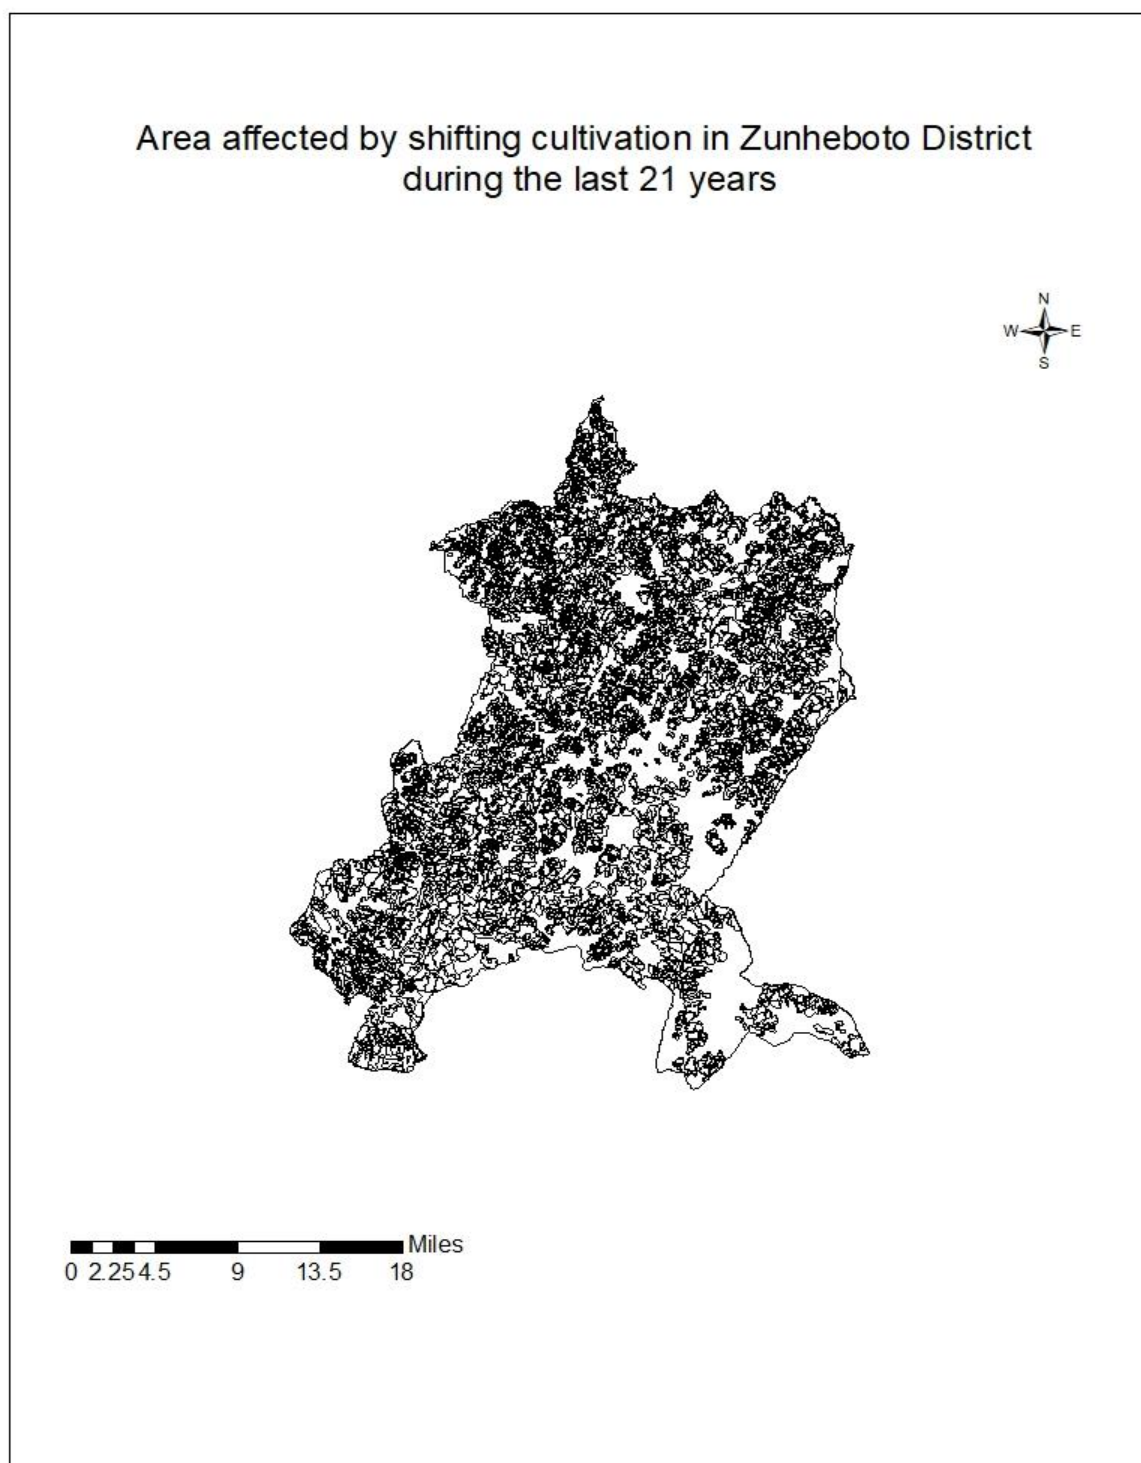 Area affected by shifting cultivation in Zunheboto District
during the last 21 years
N
W E
S
Miles
0 2.25 4.5 9 13.5 18